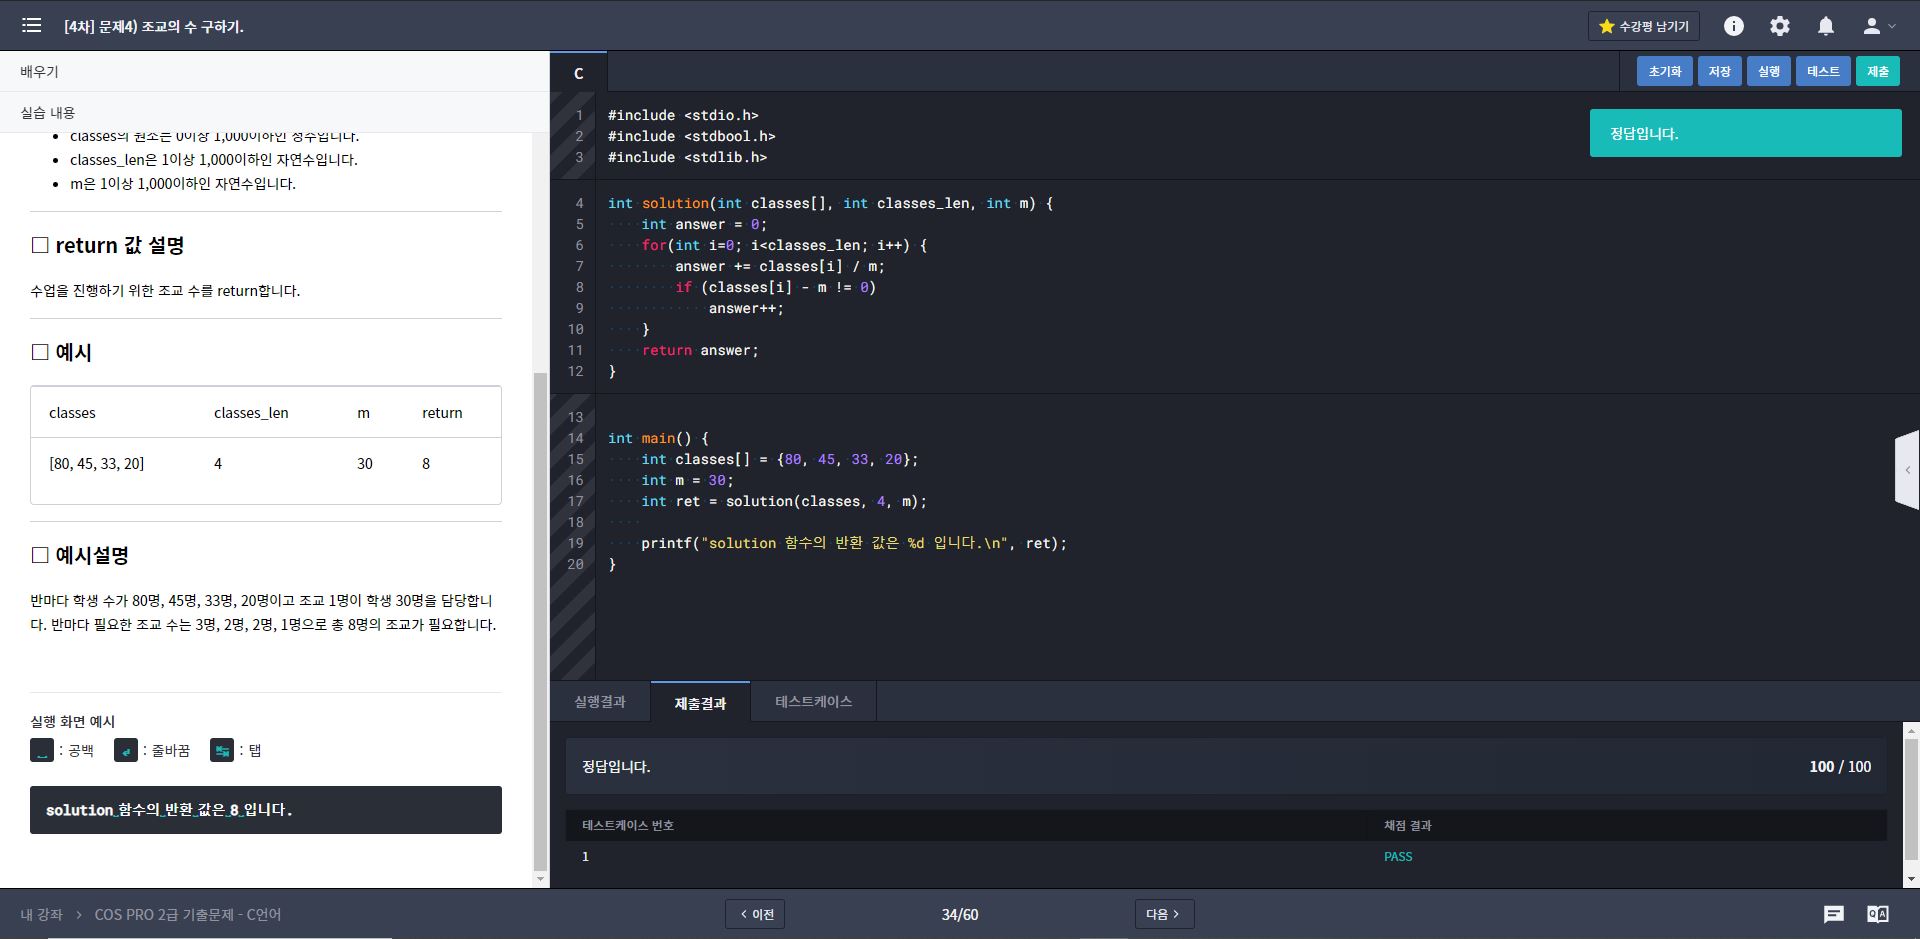 [4차] 문제4) 조교의 수 구하기.
수강평 남기기
배우기
실습 내용
classes의 원소는 0이상 1,000이하인 정수입니다.
classes_len은 1이상 1,000이하인 자연수입니다.
m은 1이상 1,000이하인 자연수입니다.
return 값 설명
수업을 진행하기 위한 조교 수를 return합니다.
예시
classes classes_len m return
[80, 45, 33, 20] 4 30 8
예시설명
반마다 학생 수가 80명, 45명, 33명, 20명이고 조교 1명이 학생 30명을 담당합니
다. 반마다 필요한 조교 수는 3명, 2명, 2명, 1명으로 총 8명의 조교가 필요합니다.
실행 화면 예시
: 공백 : 줄바꿈 : 탭
solution_함수의_반환_값은_8_입니다.
C
초기화 저장 실행 테스트 제출
정답입니다.
1 #include <stdio.h>
2 #include <stdbool.h>
3 #include <stdlib.h>
4 int solution(int classes[], int classes_len, int m) {
5 int answer = 0;
6 for(int i=0; i<classes_len; i++) {
7 answer += classes[i] / m;
8 if (classes[i] - m != 0)
9 answer++;
10 }
11 return answer;
12 }
13
14 int main() {
15 int classes[] = {80, 45, 33, 20};
16 int m = 30;
17 int ret = solution(classes, 4, m);
18
19 printf("solution 함수의 반환 값은 %d 입니다.\n", ret);
20 }
실행결과 제출결과 테스트케이스
정답입니다. 100 / 100
테스트케이스 번호 채점 결과
1 PASS
내 강좌 > COS PRO 2급 기출문제 - C언어
< 이전 34/60 다음 >